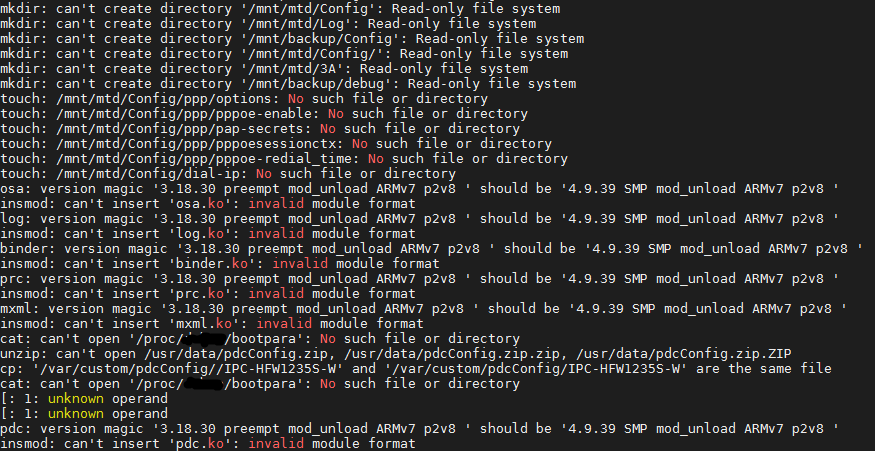 mkdir: can't create directory '/mnt/mtd/Config': Read-only file system
mkdir: can't create directory '/mnt/mtd/Log': Read-only file system
mkdir: can't create directory '/mnt/backup/Config': Read-only file system
mkdir: can't create directory '/mnt/mtd/Config/': Read-only file system
mkdir: can't create directory '/mnt/mtd/3A': Read-only file system
mkdir: can't create directory '/mnt/backup/debug': Read-only file system
touch: /mnt/mtd/Config/ppp/options: No such file or directory
touch: /mnt/mtd/Config/ppp/pppoe-enable: No such file or directory
touch: /mnt/mtd/Config/ppp/pap-secrets: No such file or directory
touch: /mnt/mtd/Config/ppp/pppoesessionctx: No such file or directory
touch: /mnt/mtd/Config/ppp/pppoe-redial_time: No such file or directory
touch: /mnt/mtd/Config/dial-ip: No such file or directory
osa: version magic '3.18.30 preempt mod_unload ARMv7 p2v8 ' should be '4.9.39 SMP mod_unload ARMv7 p2v8 '
insmod: can't insert 'osa.ko': invalid module format
log: version magic '3.18.30 preempt mod_unload ARMv7 p2v8 ' should be '4.9.39 SMP mod_unload ARMv7 p2v8 '
insmod: can't insert 'log.ko': invalid module format
binder: version magic '3.18.30 preempt mod_unload ARMv7 p2v8 ' should be '4.9.39 SMP mod_unload ARMv7 p2v8 '
insmod: can't insert 'binder.ko': invalid module format
prc: version magic '3.18.30 preempt mod_unload ARMv7 p2v8 ' should be '4.9.39 SMP mod_unload ARMv7 p2v8 '
insmod: can't insert 'prc.ko': invalid module format
mxml: version magic '3.18.30 preempt mod_unload ARMv7 p2v8 ' should be '4.9.39 SMP mod_unload ARMv7 p2v8 '
insmod: can't insert 'mxml.ko': invalid module format
cat: can't open '/proc/ /bootpara': No such file or directory
unzip: can't open /usr/data/pdcConfig.zip, /usr/data/pdcConfig.zip.zip, /usr/data/pdcConfig.zip.ZIP
cp: '/var/custom/pdcConfig//IPC-HFW1235S-W' and '/var/custom/pdcConfig/IPC-HFW1235S-W' are the same file
cat: can't open '/proc/ /bootpara': No such file or directory
[: 1: unknown operand
[: 1: unknown operand
pdc: version magic '3.18.30 preempt mod_unload ARMv7 p2v8 ' should be '4.9.39 SMP mod_unload ARMv7 p2v8 '
insmod: can't insert 'pdc.ko': invalid module format